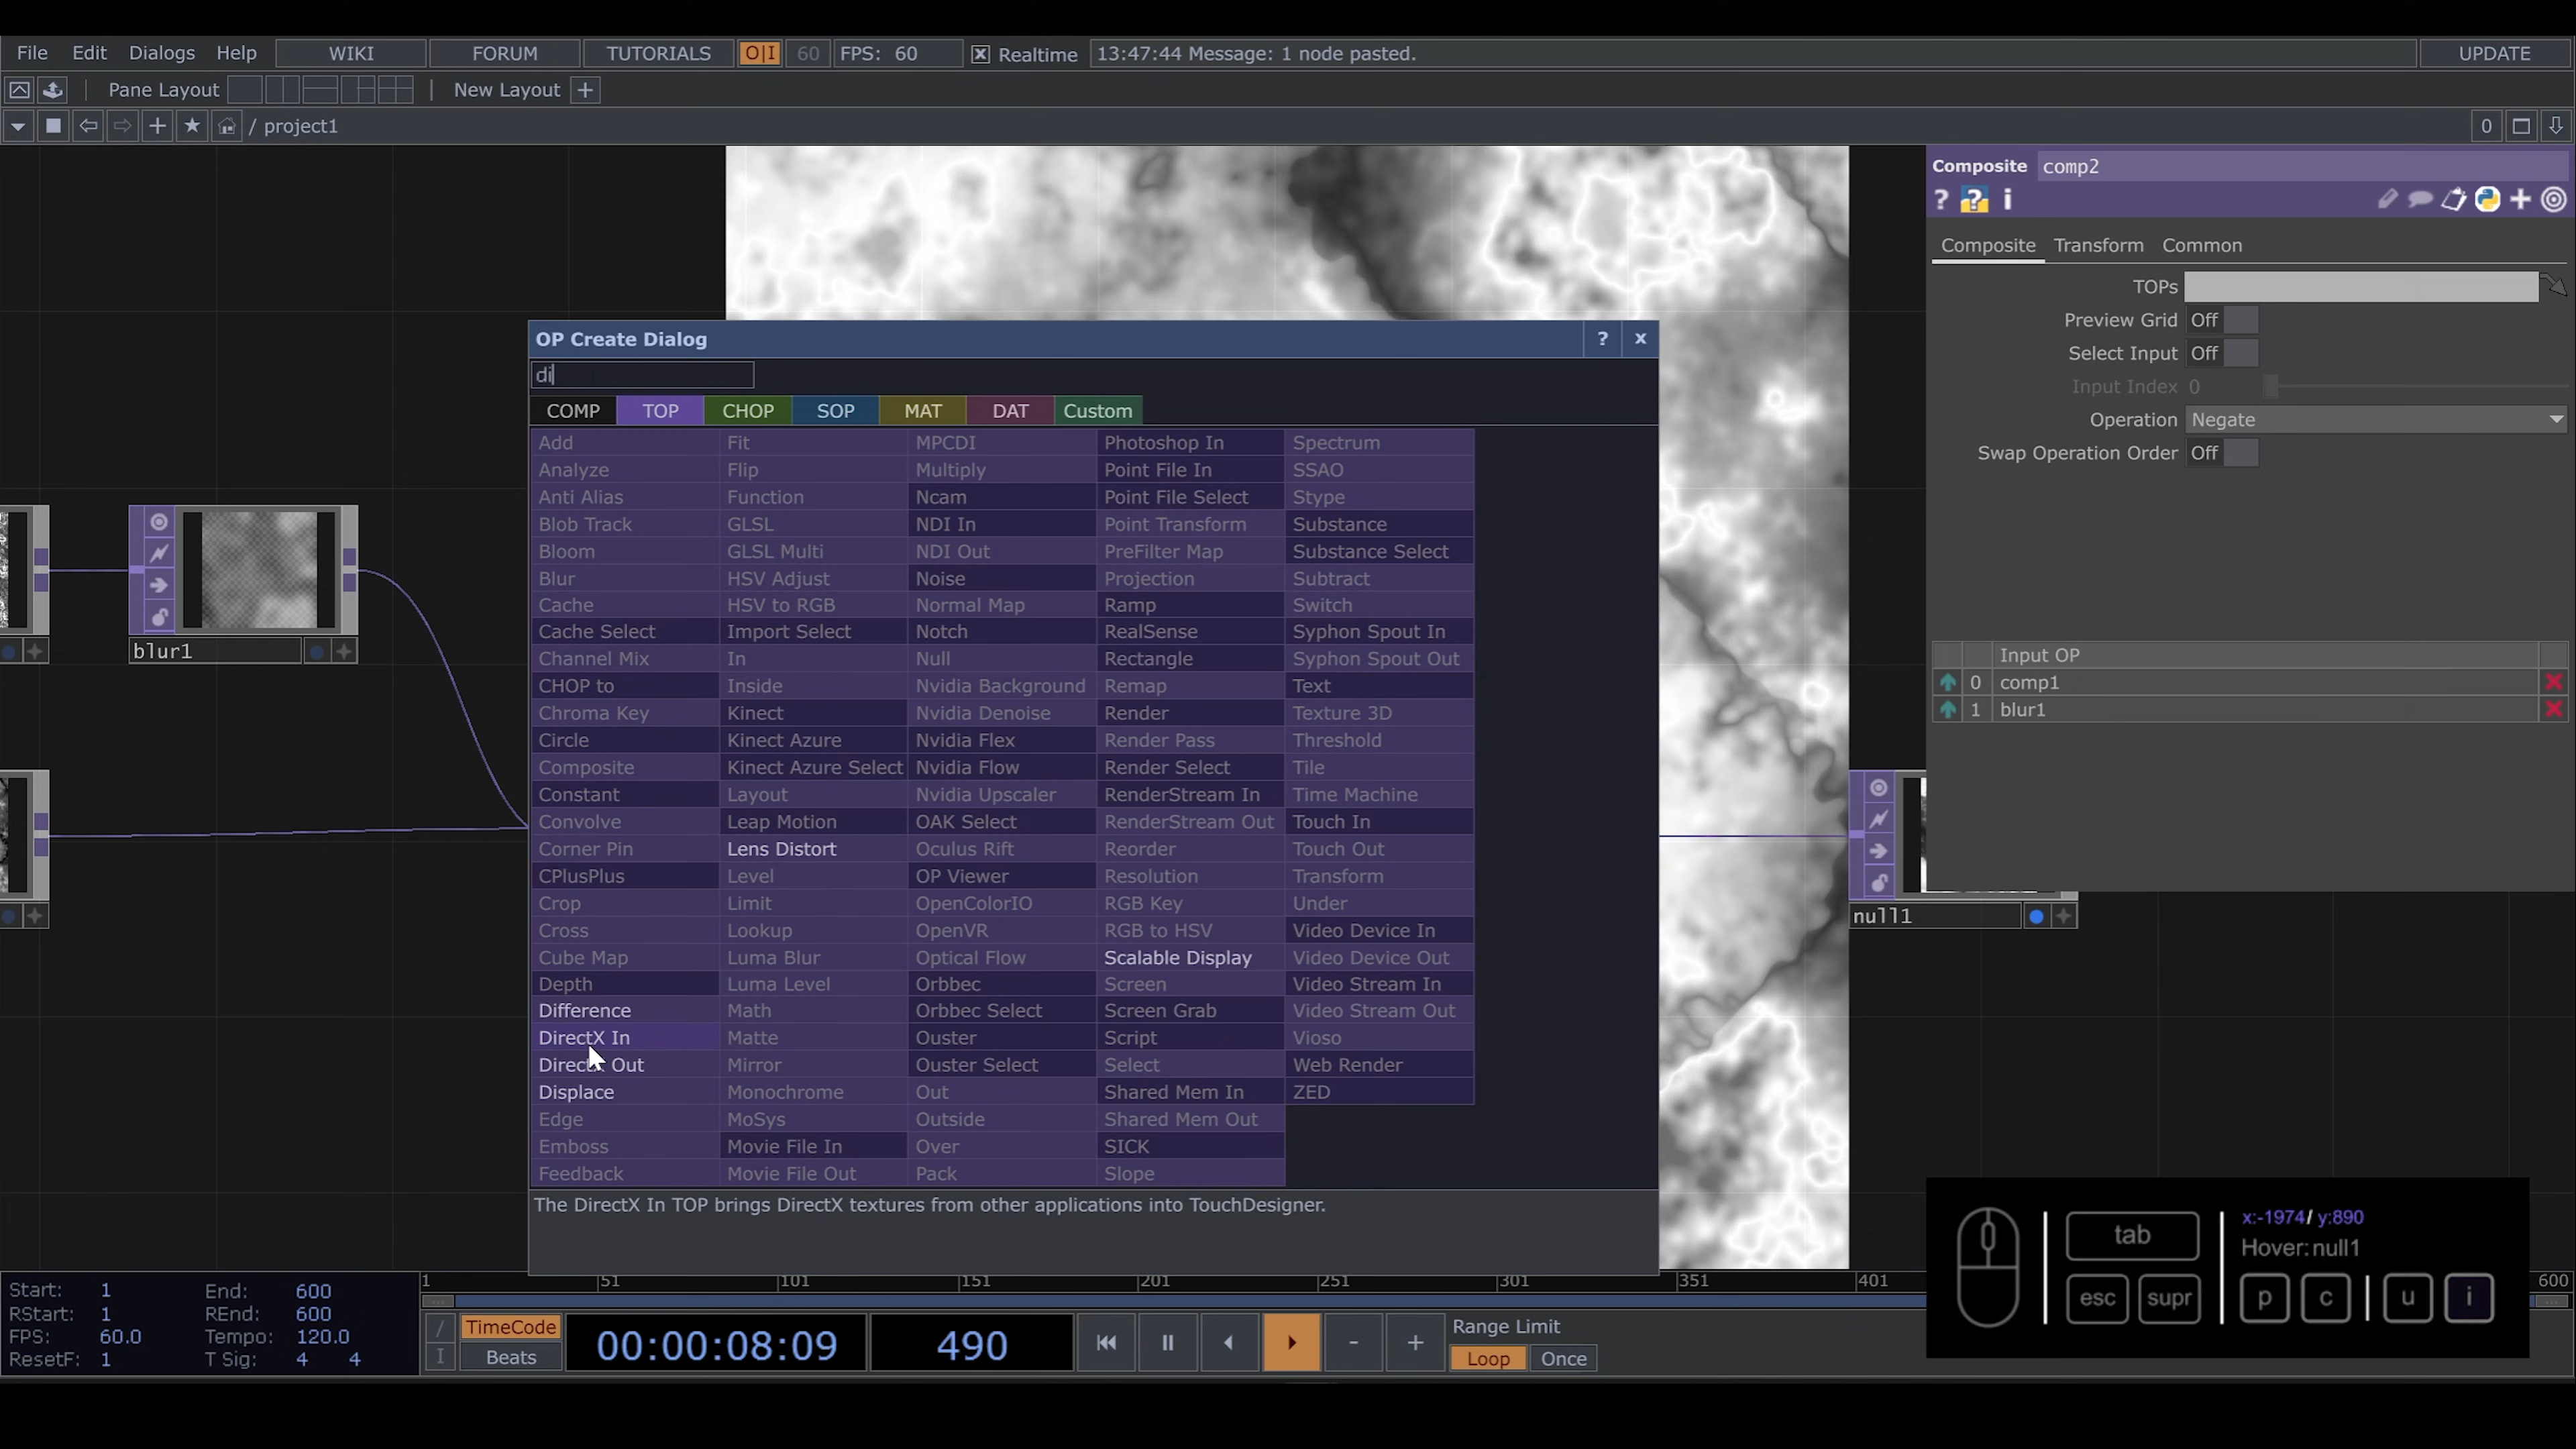 File Edit Dialogs Help WIKI FORUM TUTORIALS O|I 60 FPS: 60 Realtime 13:47:44 Message: 1 node pasted. UPDATE
Pane Layout New Layout +
/ project1 0
Composite comp2
? ? i
Composite Transform Common
TOPs
Preview Grid Off
Select Input Off
Input Index 0
Operation Negate
Swap Operation Order Off
Input OP
0 comp1
1 blur1
OP Create Dialog ? x
di
COMP TOP CHOP SOP MAT DAT Custom
Add Fit MPCDI Photoshop In Spectrum
Analyze Flip Multiply Point File In SSAO
Anti Alias Function Ncam Point File Select Stype
Blob Track GLSL NDI In Point Transform Substance
Bloom GLSL Multi NDI Out PreFilter Map Substance Select
Blur HSV Adjust Noise Projection Subtract
Cache HSV to RGB Normal Map Ramp Switch
Cache Select Import Select Notch RealSense Syphon Spout In
Channel Mix In Null Rectangle Syphon Spout Out
CHOP to Inside Nvidia Background Remap Text
Chroma Key Kinect Nvidia Denoise Render Texture 3D
Circle Kinect Azure Nvidia Flex Render Pass Threshold
Composite Kinect Azure Select Nvidia Flow Render Select Tile
Constant Layout Nvidia Upscaler RenderStream In Time Machine
Convolve Leap Motion OAK Select RenderStream Out Touch In
Corner Pin Lens Distort Oculus Rift Reorder Touch Out
CPlusPlus Level OP Viewer Resolution Transform
Crop Limit OpenColorIO RGB Key Under
Cross Lookup OpenVR RGB to HSV Video Device In
Cube Map Luma Blur Optical Flow Scalable Display Video Device Out
Depth Luma Level Orbbec Screen Video Stream In
Difference Math Orbbec Select Screen Grab Video Stream Out
DirectX In Matte Ouster Script Vioso
DirectX Out Mirror Ouster Select Select Web Render
Displace Monochrome Out Shared Mem In ZED
Edge MoSys Outside Shared Mem Out
Emboss Movie File In Over SICK
Feedback Movie File Out Pack Slope
The DirectX In TOP brings DirectX textures from other applications into TouchDesigner.
blur1
null1
tab
esc supr
x:-1974/ y:890
Hover: null1
p c u i
1 51 101 151 201 251 301 351 401 600
Start: 1 End: 600
RStart: 1 REnd: 600
FPS: 60.0 Tempo: 120.0
ResetF: 1 T Sig: 4 4
/ TimeCode
I Beats
00:00:08:09 490 - +
Range Limit
Loop Once